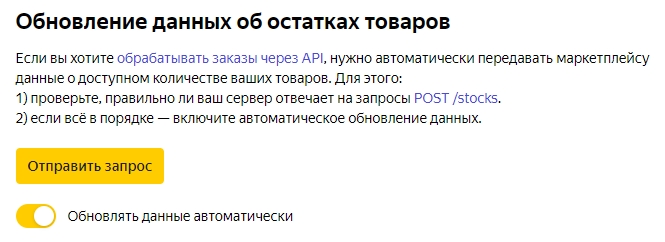 Обновление данных об остатках товаров
Если вы хотите обрабатывать заказы через API, нужно автоматически передавать маркетплейсу
данные о доступном количестве ваших товаров. Для этого:
1) проверьте, правильно ли ваш сервер отвечает на запросы POST /stocks.
2) если всё в порядке — включите автоматическое обновление данных.
Отправить запрос
Обновлять данные автоматически